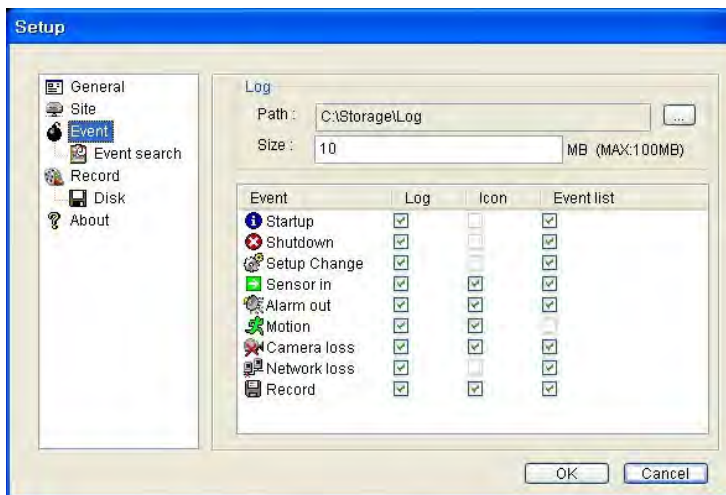 Setup
General
Site
Event
Event search
Record
Disk
About
Log
Path : C:\Storage\Log ...
Size : 10 MB (MAX:100MB)
Event Log Icon Event list
Startup
Shutdown
Setup Change
Sensor in
Alarm out
Motion
Camera loss
Network loss
Record
OK Cancel